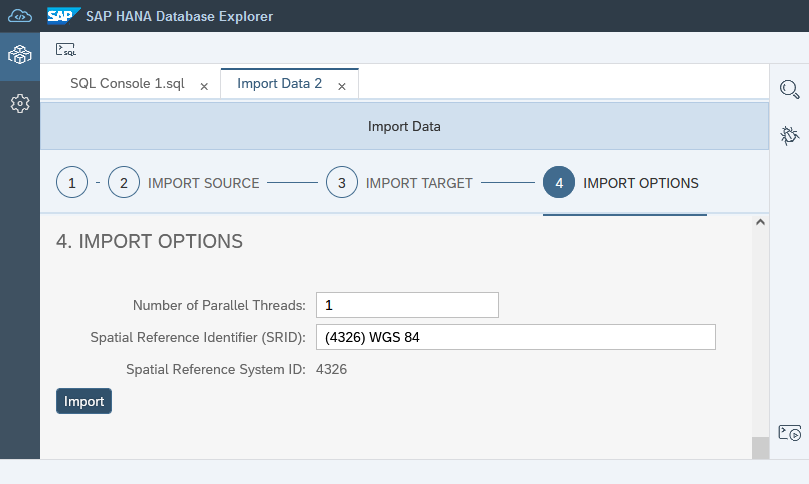 SAP SAP HANA Database Explorer
SQL
SQL Console 1.sql × Import Data 2 ×
Import Data
1 - 2 IMPORT SOURCE 3 IMPORT TARGET 4 IMPORT OPTIONS
4. IMPORT OPTIONS
Number of Parallel Threads: 1
Spatial Reference Identifier (SRID): (4326) WGS 84
Spatial Reference System ID: 4326
Import